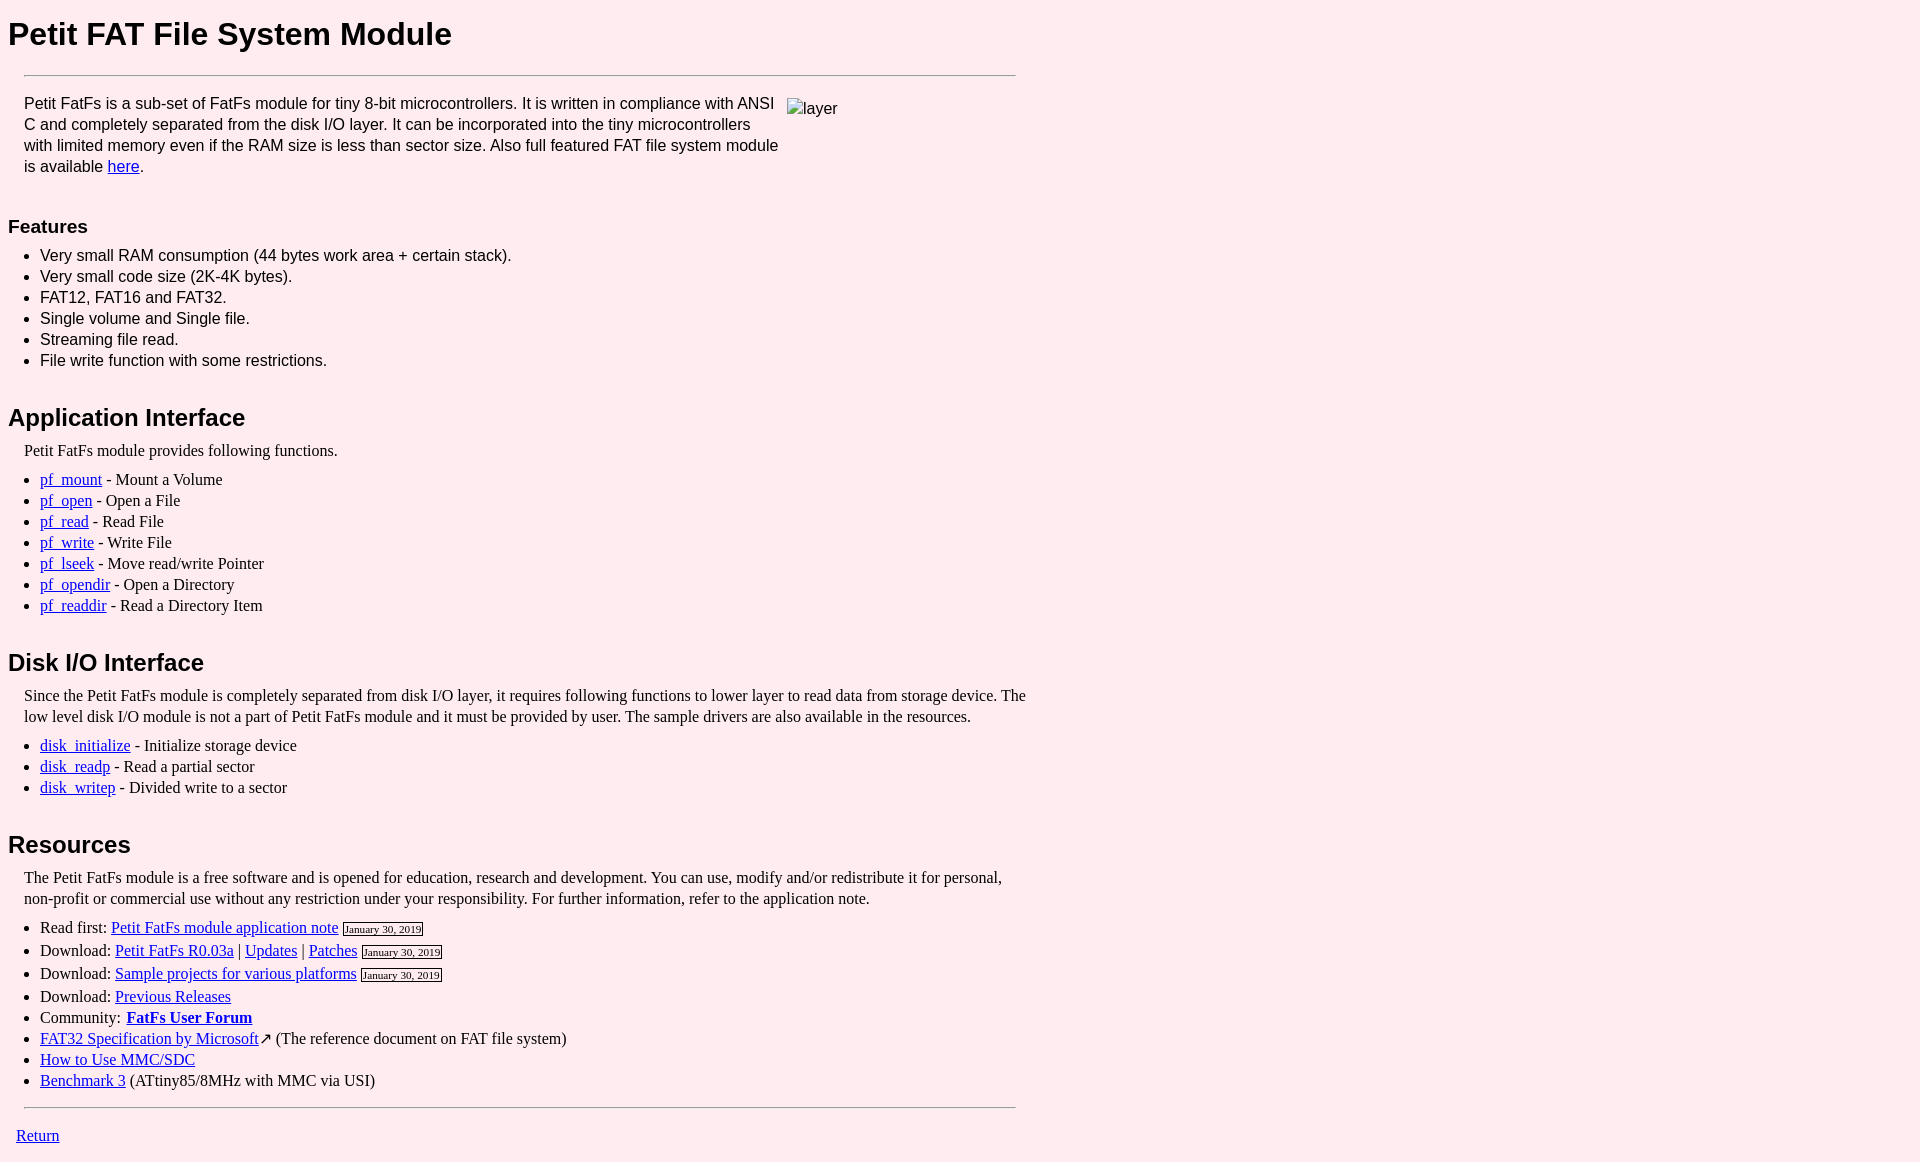 Petit FAT File System Module
Petit FatFs is a sub-set of FatFs module for tiny 8-bit microcontrollers. It is written in compliance with ANSI
C and completely separated from the disk I/O layer. It can be incorporated into the tiny microcontrollers
with limited memory even if the RAM size is less than sector size. Also full featured FAT file system module
is available here.
layer
Features
Very small RAM consumption (44 bytes work area + certain stack).
Very small code size (2K-4K bytes).
FAT12, FAT16 and FAT32.
Single volume and Single file.
Streaming file read.
File write function with some restrictions.
Application Interface
Petit FatFs module provides following functions.
pf_mount - Mount a Volume
pf_open - Open a File
pf_read - Read File
pf_write - Write File
pf_lseek - Move read/write Pointer
pf_opendir - Open a Directory
pf_readdir - Read a Directory Item
Disk I/O Interface
Since the Petit FatFs module is completely separated from disk I/O layer, it requires following functions to lower layer to read data from storage device. The
low level disk I/O module is not a part of Petit FatFs module and it must be provided by user. The sample drivers are also available in the resources.
disk_initialize - Initialize storage device
disk_readp - Read a partial sector
disk_writep - Divided write to a sector
Resources
The Petit FatFs module is a free software and is opened for education, research and development. You can use, modify and/or redistribute it for personal,
non-profit or commercial use without any restriction under your responsibility. For further information, refer to the application note.
Read first: Petit FatFs module application note January 30, 2019
Download: Petit FatFs R0.03a | Updates | Patches January 30, 2019
Download: Sample projects for various platforms January 30, 2019
Download: Previous Releases
Community: FatFs User Forum
FAT32 Specification by Microsoft↗ (The reference document on FAT file system)
How to Use MMC/SDC
Benchmark 3 (ATtiny85/8MHz with MMC via USI)
Return